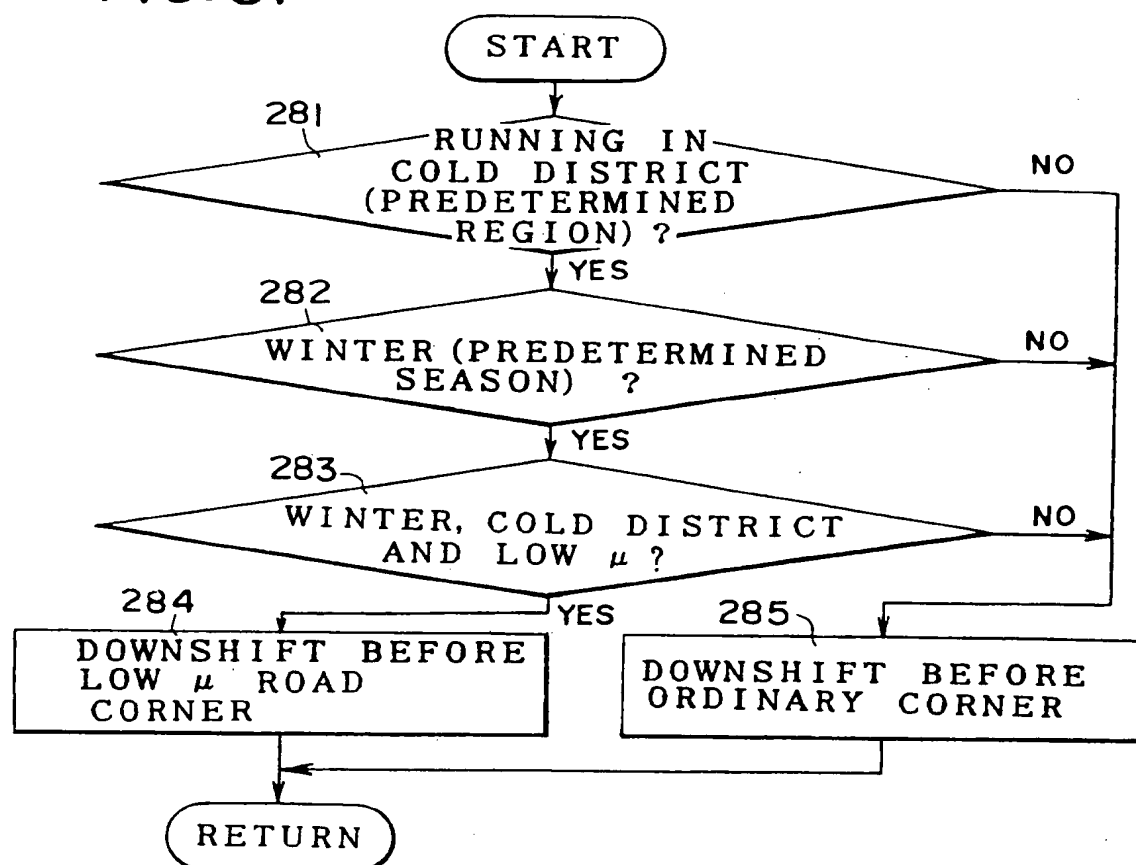 START
281
RUNNING IN
COLD DISTRICT
(PREDETERMINED
REGION) ?
NO
YES
282
WINTER (PREDETERMINED
SEASON) ?
NO
YES
283
WINTER, COLD DISTRICT
AND LOW μ ?
NO
YES
284
DOWNSHIFT BEFORE
LOW μ ROAD
CORNER
285
DOWNSHIFT BEFORE
ORDINARY CORNER
RETURN